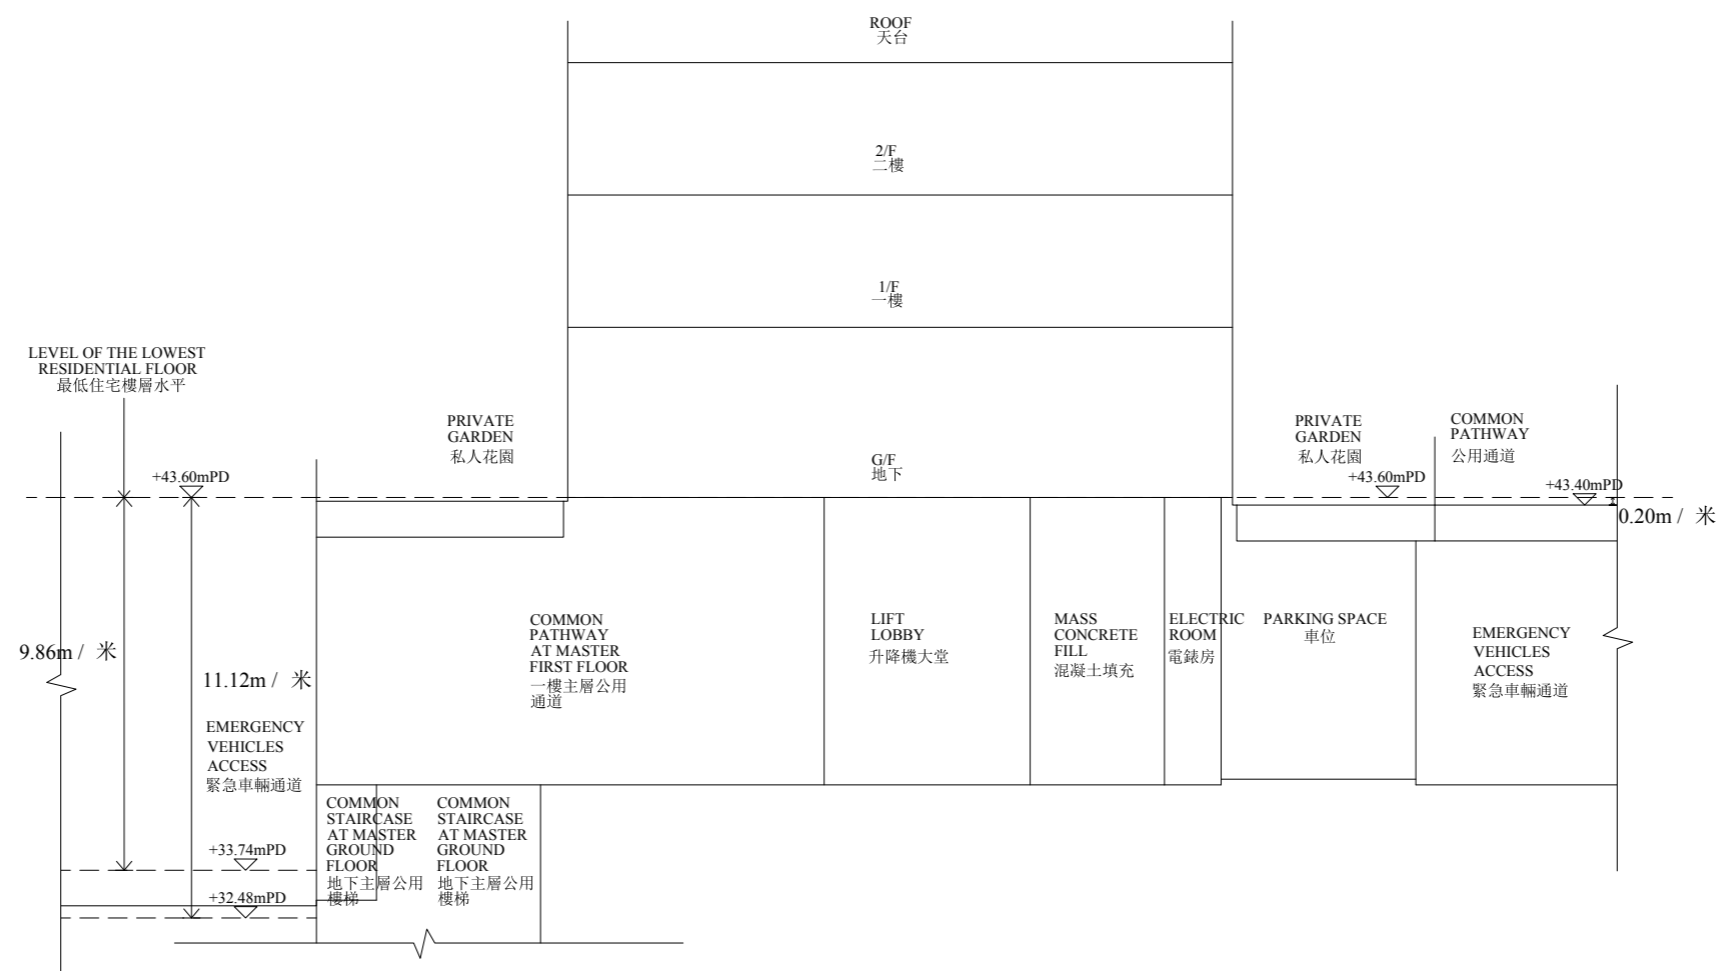 ROOF
天台
2/F
二樓
1/F
一樓
LEVEL OF THE LOWEST
RESIDENTIAL FLOOR
最低住宅樓層水平
PRIVATE
GARDEN
私人花園
G/F
地下
PRIVATE
GARDEN
私人花園
COMMON
PATHWAY
公用通道
+43.60mPD
+43.60mPD
+43.40mPD
0.20m / 米
9.86m / 米
11.12m / 米
EMERGENCY
VEHICLES
ACCESS
緊急車輛通道
COMMON
PATHWAY
AT MASTER
FIRST FLOOR
一樓主層公用
通道
LIFT
LOBBY
升降機大堂
MASS
CONCRETE
FILL
混凝土填充
ELECTRIC
ROOM
電錶房
PARKING SPACE
車位
EMERGENCY
VEHICLES
ACCESS
緊急車輛通道
COMMON
STAIRCASE
AT MASTER
GROUND
FLOOR
地下主層公用
樓梯
COMMON
STAIRCASE
AT MASTER
GROUND
FLOOR
地下主層公用
樓梯
+33.74mPD
+32.48mPD